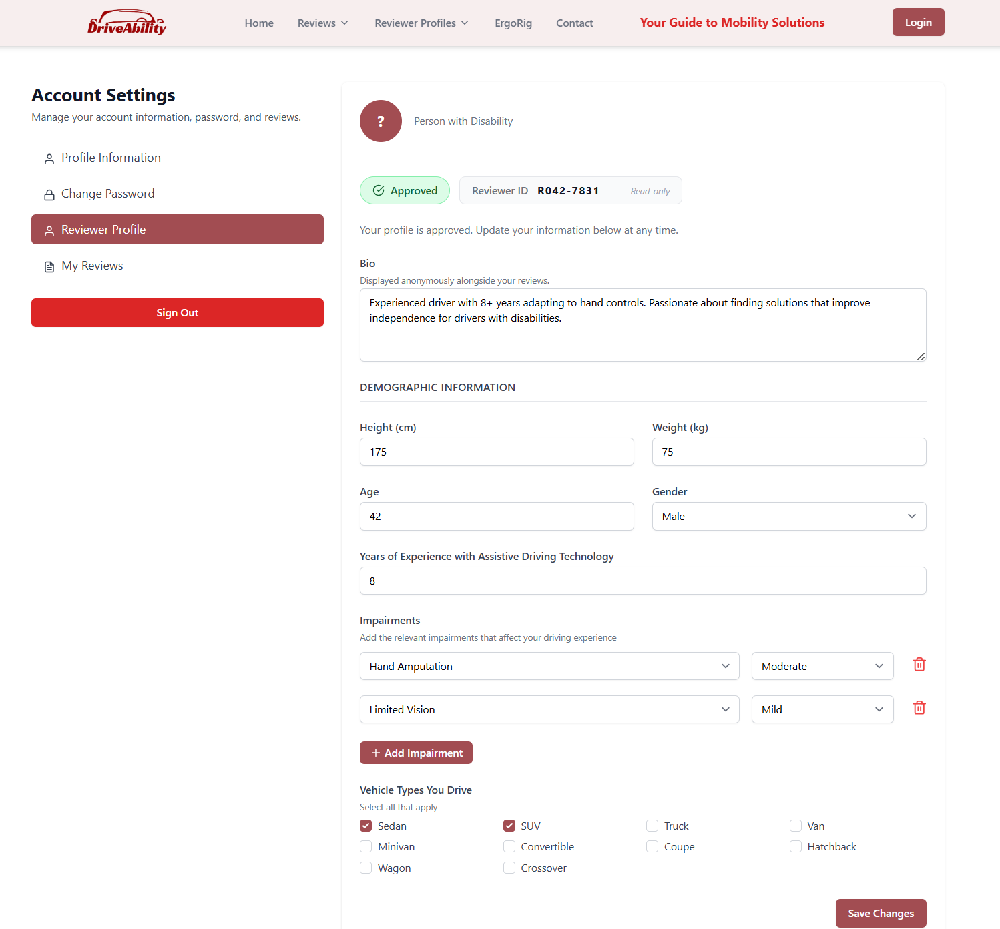 DriveAbility
Home Reviews Reviewer Profiles ErgoRig Contact Your Guide to Mobility Solutions Login
Account Settings
Manage your account information, password, and reviews.
Profile Information
Change Password
Reviewer Profile
My Reviews
Sign Out
?
Person with Disability
Approved
Reviewer ID R042-7831 Read-only
Your profile is approved. Update your information below at any time.
Bio
Displayed anonymously alongside your reviews.
Experienced driver with 8+ years adapting to hand controls. Passionate about finding solutions that improve
independence for drivers with disabilities.
DEMOGRAPHIC INFORMATION
Height (cm) Weight (kg)
175 75
Age Gender
42 Male
Years of Experience with Assistive Driving Technology
8
Impairments
Add the relevant impairments that affect your driving experience
Hand Amputation Moderate
Limited Vision Mild
+ Add Impairment
Vehicle Types You Drive
Select all that apply
Sedan SUV Truck Van
Minivan Convertible Coupe Hatchback
Wagon Crossover
Save Changes